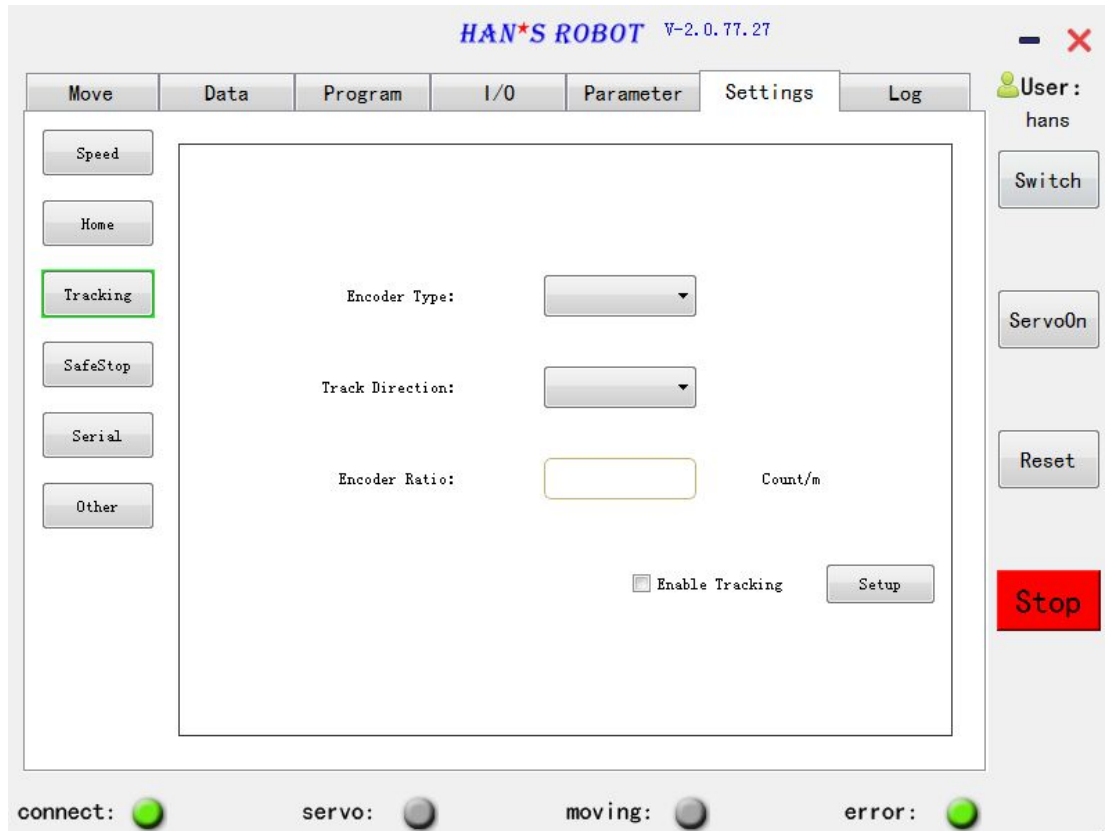 HAN*S ROBOT V-2.0.77.27
Move Data Program I/O Parameter Settings Log
User:
hans
Speed
Home
Tracking
SafeStop
Serial
Other
Encoder Type:
Track Direction:
Encoder Ratio: Count/m
Enable Tracking Setup
Switch
ServoOn
Reset
Stop
connect: servo: moving: error: